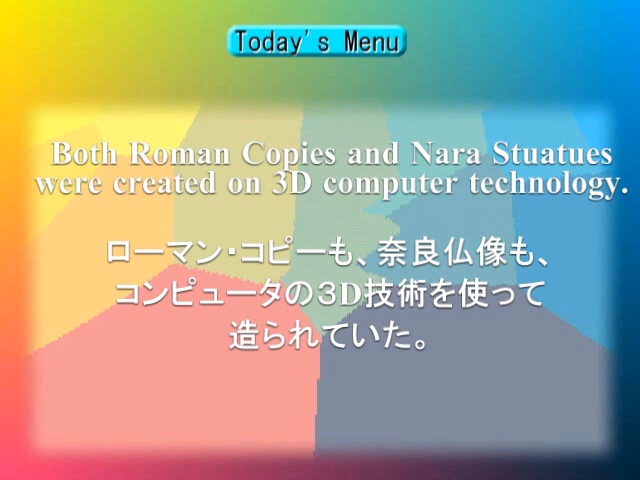 Today's Menu
Both Roman Copies and Nara Stuatues
were created on 3D computer technology.
ローマン・コピーも、奈良仏像も、
コンピュータの３D技術を使って
造られていた。